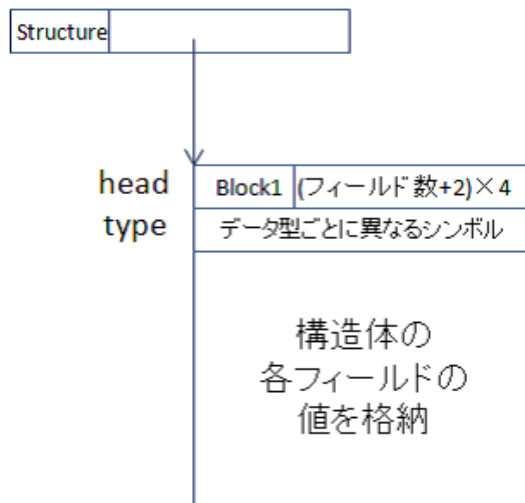 Structure
head Block1 (フィールド数+2)×4
type データ型ごとに異なるシンボル
構造体の
各フィールドの
値を格納